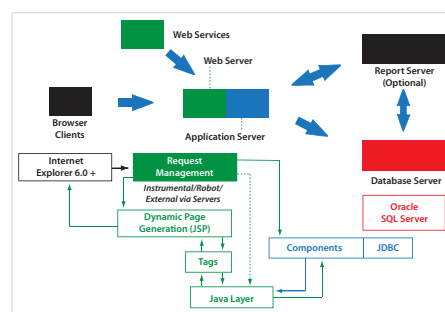 Web Services
Web Server
Report Server
(Optional)
Browser
Clients
Application Server
Database Server
Internet
Explorer 6.0 +
Request
Management
Instrumental/Robot/
External via Servers
Oracle
SQL Server
Dynamic Page
Generation (JSP)
Components
JDBC
Tags
Java Layer